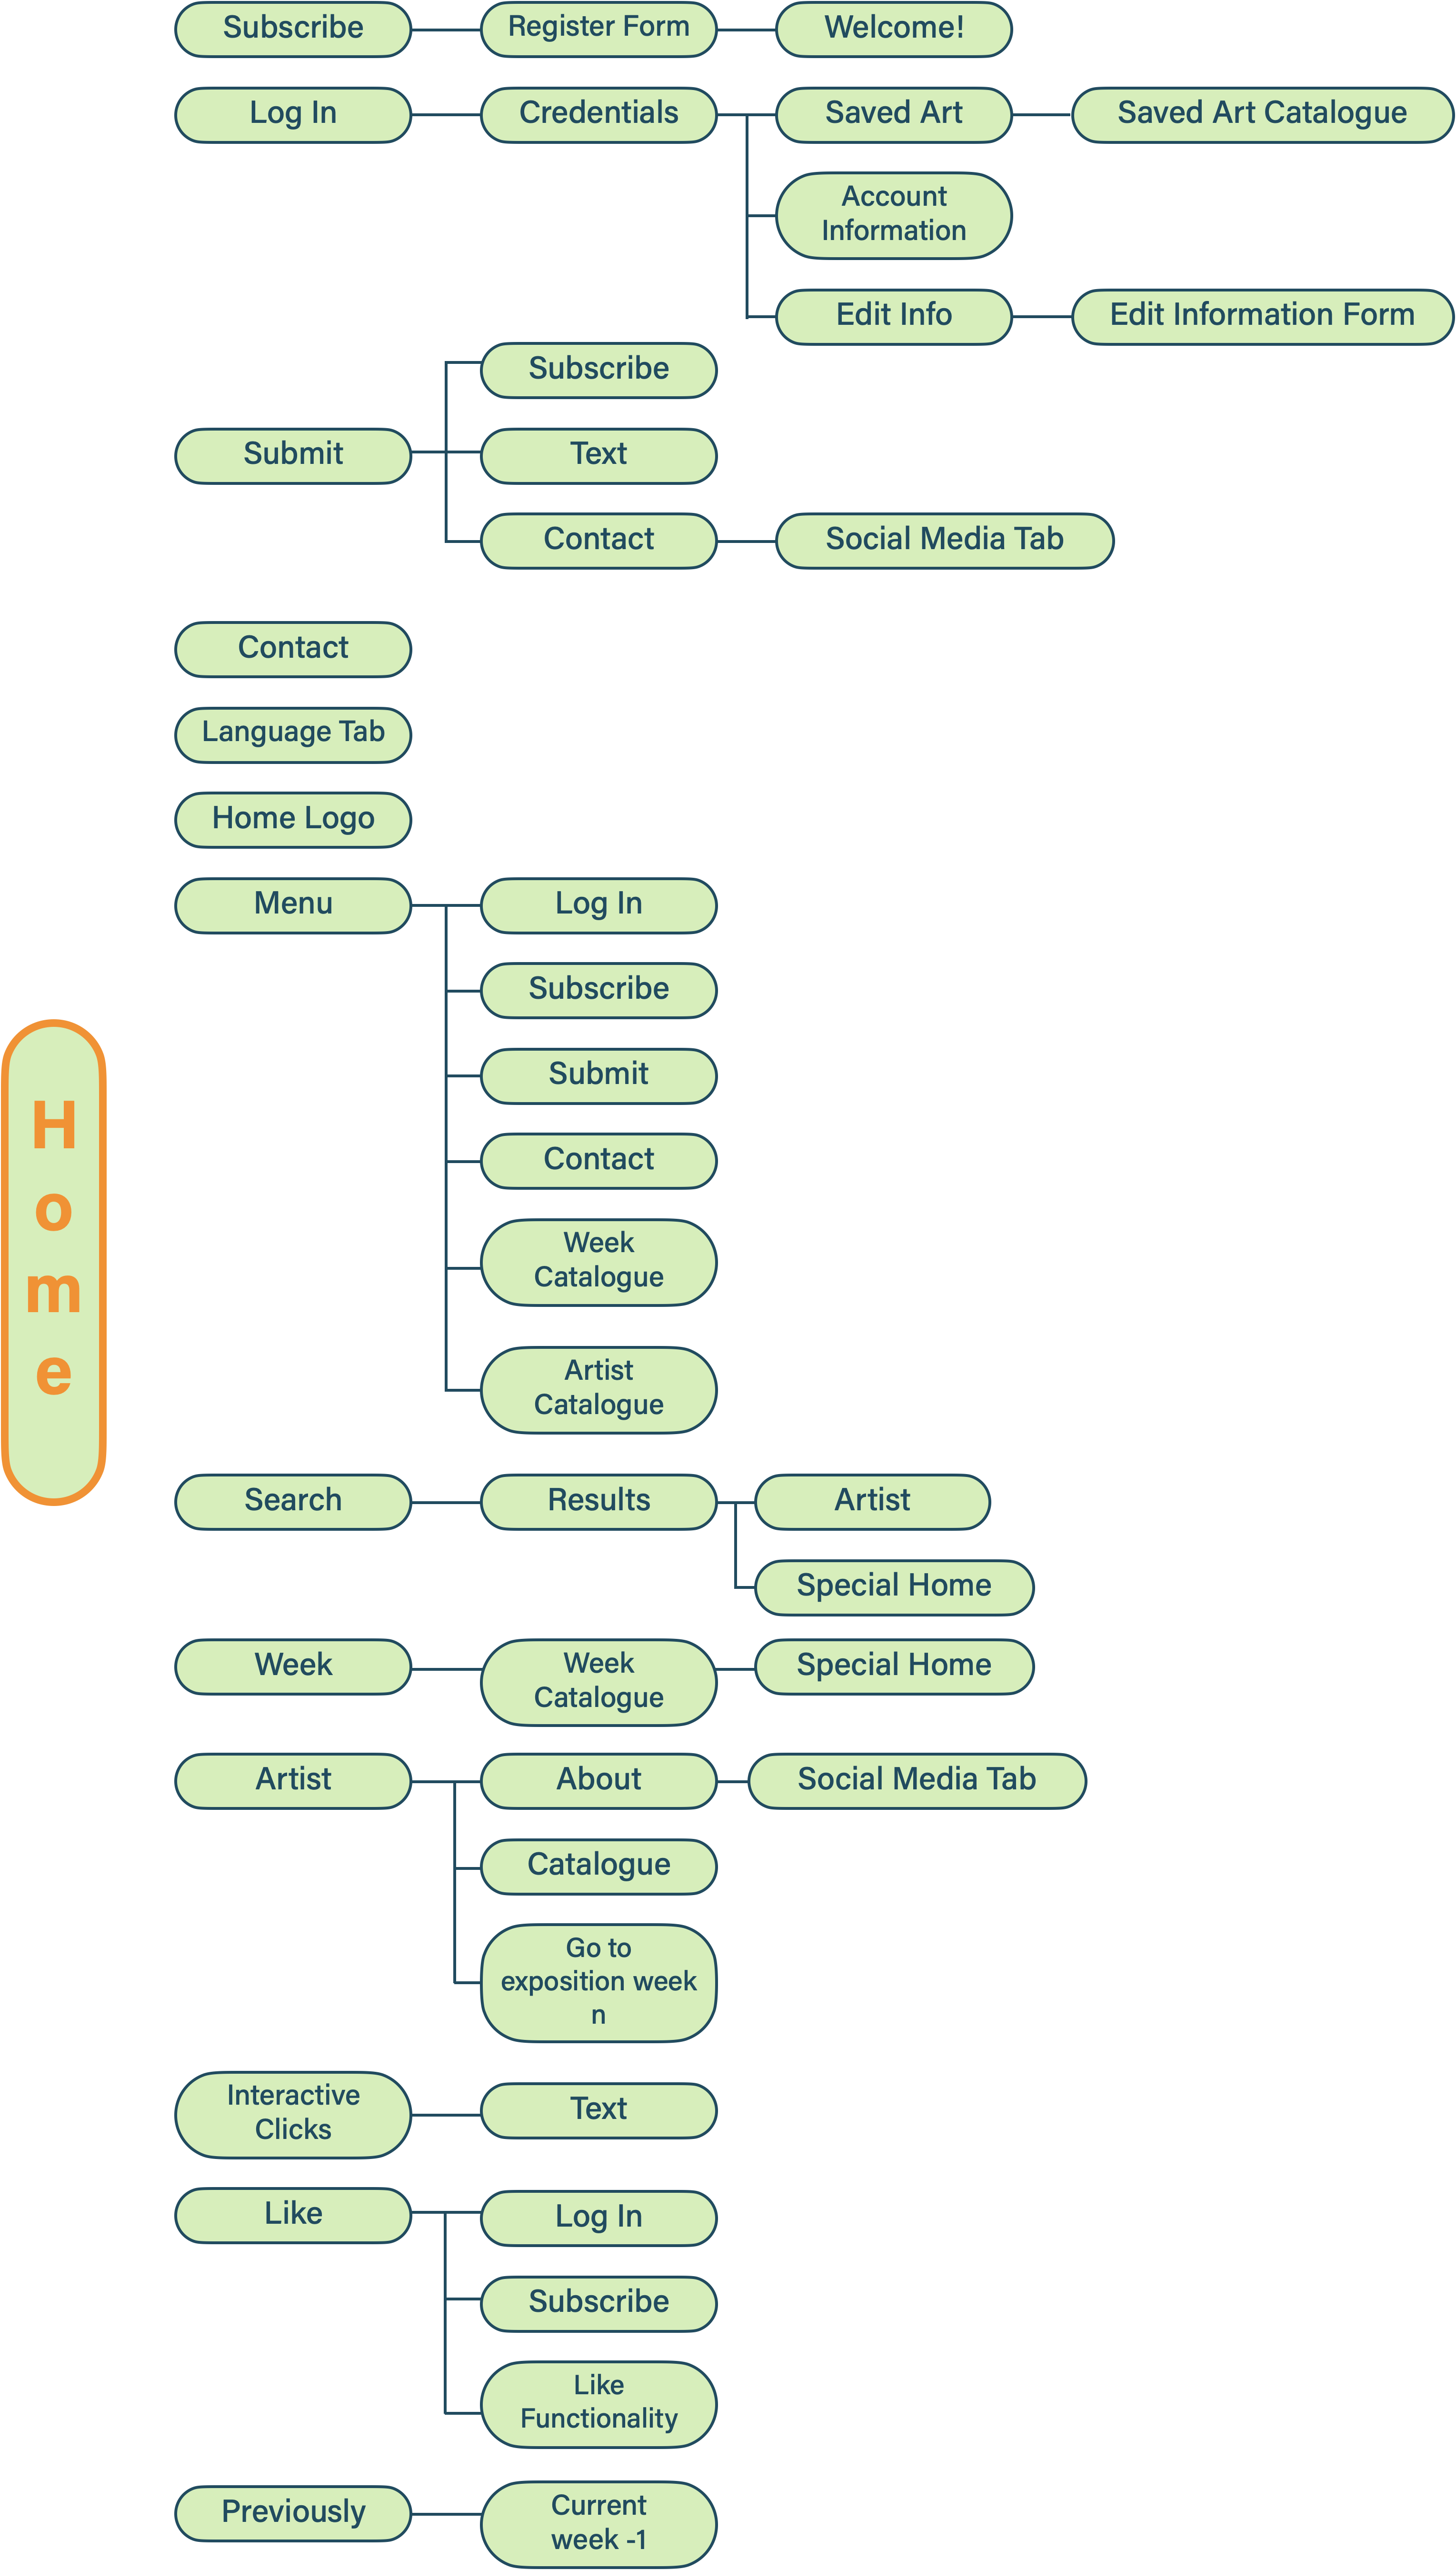 Subscribe
Register Form
Welcome!
Log In
Credentials
Saved Art
Saved Art Catalogue
Account
Information
Edit Info
Edit Information Form
Subscribe
Submit
Text
Contact
Social Media Tab
Contact
Language Tab
Home Logo
Menu
Log In
Subscribe
Submit
Contact
Week
Catalogue
Artist
Catalogue
H
o
m
e
Search
Results
Artist
Special Home
Week
Week
Catalogue
Special Home
Artist
About
Social Media Tab
Catalogue
Go to
exposition week
n
Interactive
Clicks
Text
Like
Log In
Subscribe
Like
Functionality
Previously
Current
week -1